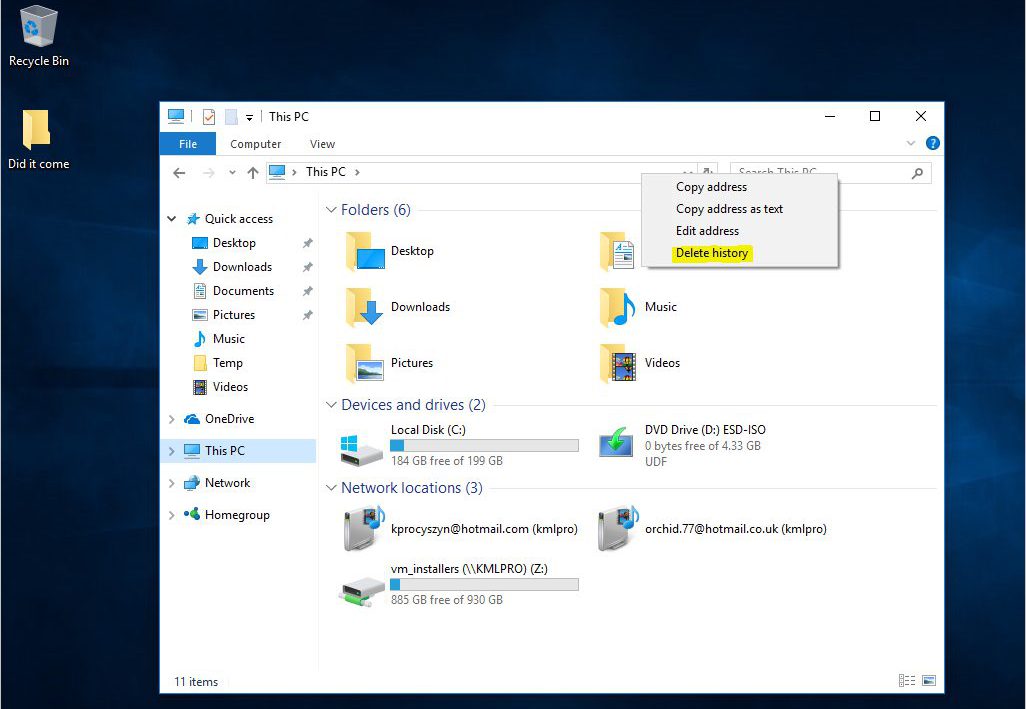 Recycle Bin
Did it come
This PC
File Computer View
This PC
Search This PC
Copy address
Copy address as text
Edit address
Delete history
Quick access
Desktop
Downloads
Documents
Pictures
Music
Temp
Videos
OneDrive
This PC
Network
Homegroup
Folders (6)
Desktop
Downloads
Music
Pictures
Videos
Devices and drives (2)
Local Disk (C:)
184 GB free of 199 GB
DVD Drive (D:) ESD-ISO
0 bytes free of 4.33 GB
UDF
Network locations (3)
kprocyszyn@hotmail.com (kmlpro)
orchid.77@hotmail.co.uk (kmlpro)
vm_installers (\\KMLPRO) (Z:)
885 GB free of 930 GB
11 items